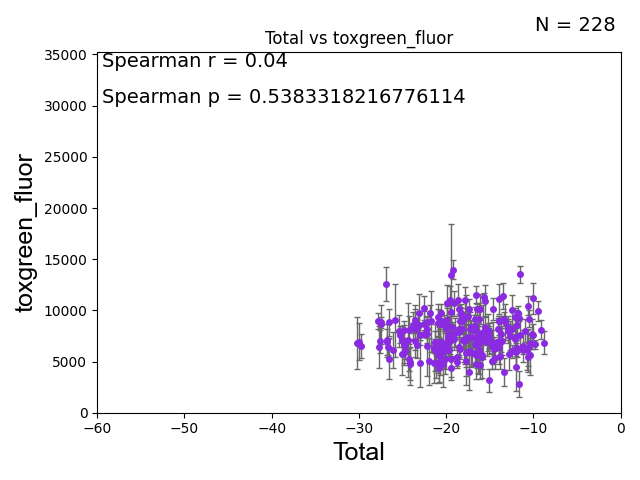 N = 228
Total vs toxgreen_fluor
Spearman r = 0.04
Spearman p = 0.5383318216776114
35000
30000
25000
20000
15000
10000
5000
0
toxgreen_fluor
−60 −50 −40 −30 −20 −10 0
Total